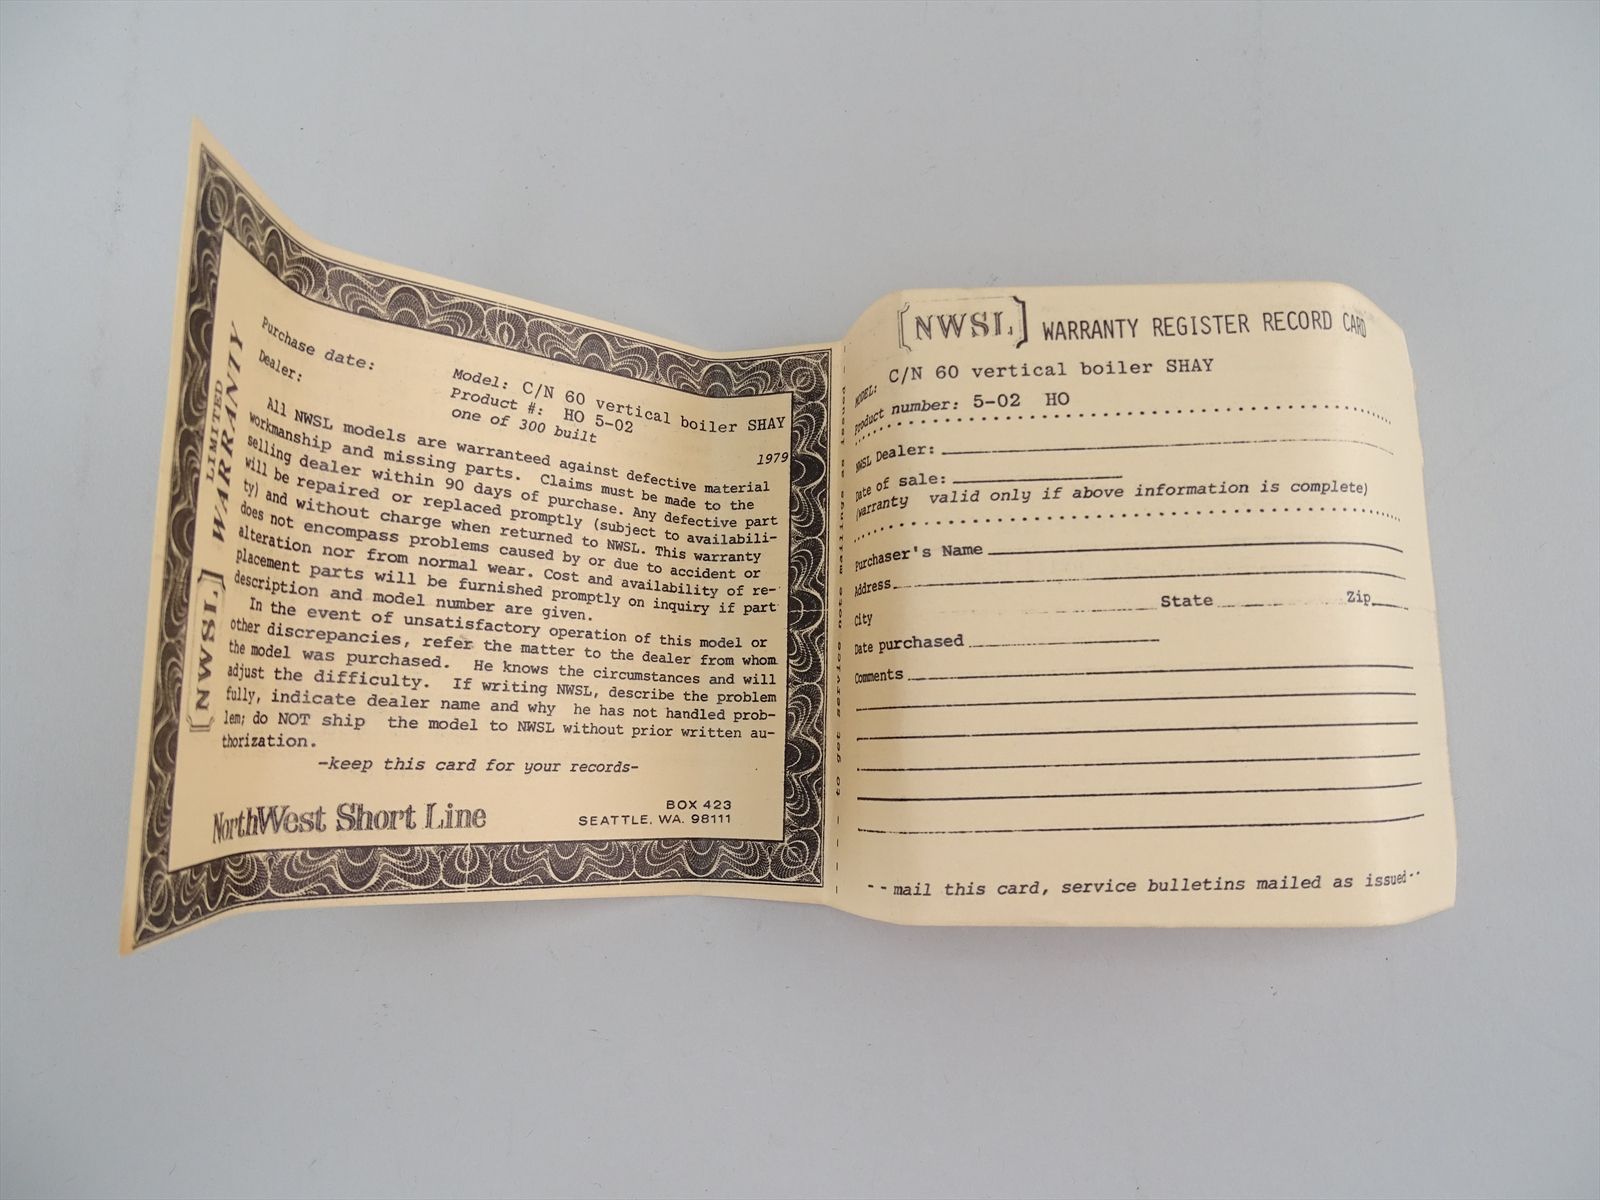 [NWSL] LIMITED WARRANTY
Purchase date:
Dealer:
Model: C/N 60 vertical boiler SHAY
Product #: HO 5-02
one of 300 built
1979
All NWSL models are warranteed against defective material
workmanship and missing parts. Claims must be made to the
selling dealer within 90 days of purchase. Any defective part
will be repaired or replaced promptly (subject to availabili-
ty) and without charge when returned to NWSL. This warranty
does not encompass problems caused by or due to accident or
alteration nor from normal wear. Cost and availability of re-
placement parts will be furnished promptly on inquiry if part
description and model number are given.
In the event of unsatisfactory operation of this model or
other discrepancies, refer the matter to the dealer from whom
the model was purchased. He knows the circumstances and will
adjust the difficulty. If writing NWSL, describe the problem
fully, indicate dealer name and why he has not handled prob-
lem; do NOT ship the model to NWSL without prior written au-
thorization.
-keep this card for your records-
NorthWest Short Line
BOX 423
SEATTLE, WA. 98111
to get service note mailings as issued
[NWSL] WARRANTY REGISTER RECORD CARD
MODEL: C/N 60 vertical boiler SHAY
Product number: 5-02 HO
NWSL Dealer:
Date of sale:
(warranty valid only if above information is complete)
Purchaser's Name
Address
City State Zip
Date purchased
Comments
--mail this card, service bulletins mailed as issued--